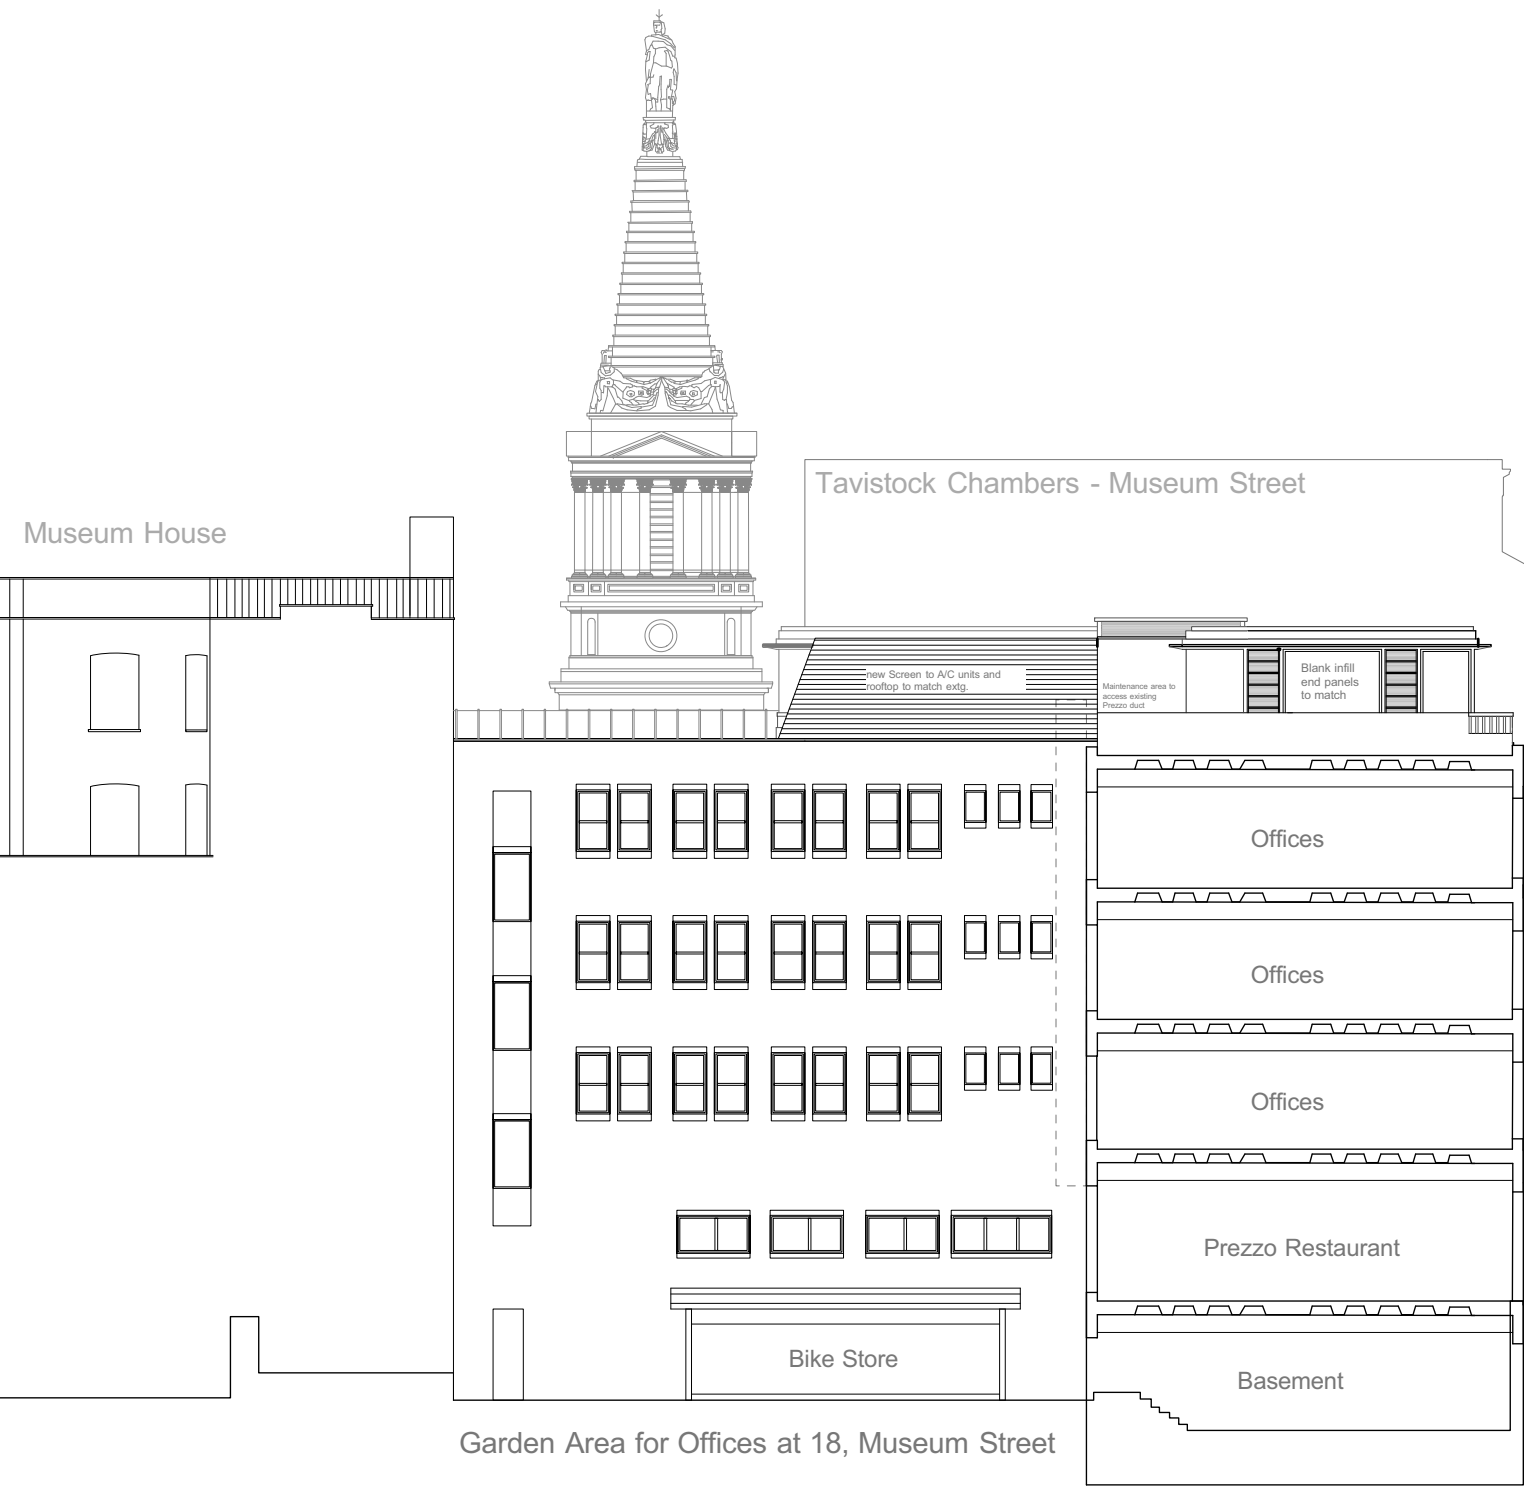 Tavistock Chambers - Museum Street
Museum House
new Screen to A/C units and
rooftop to match extg.
Maintenance area to
access existing
Prezzo duct
Blank infill
end panels
to match
Offices
Offices
Offices
Prezzo Restaurant
Bike Store
Basement
Garden Area for Offices at 18, Museum Street